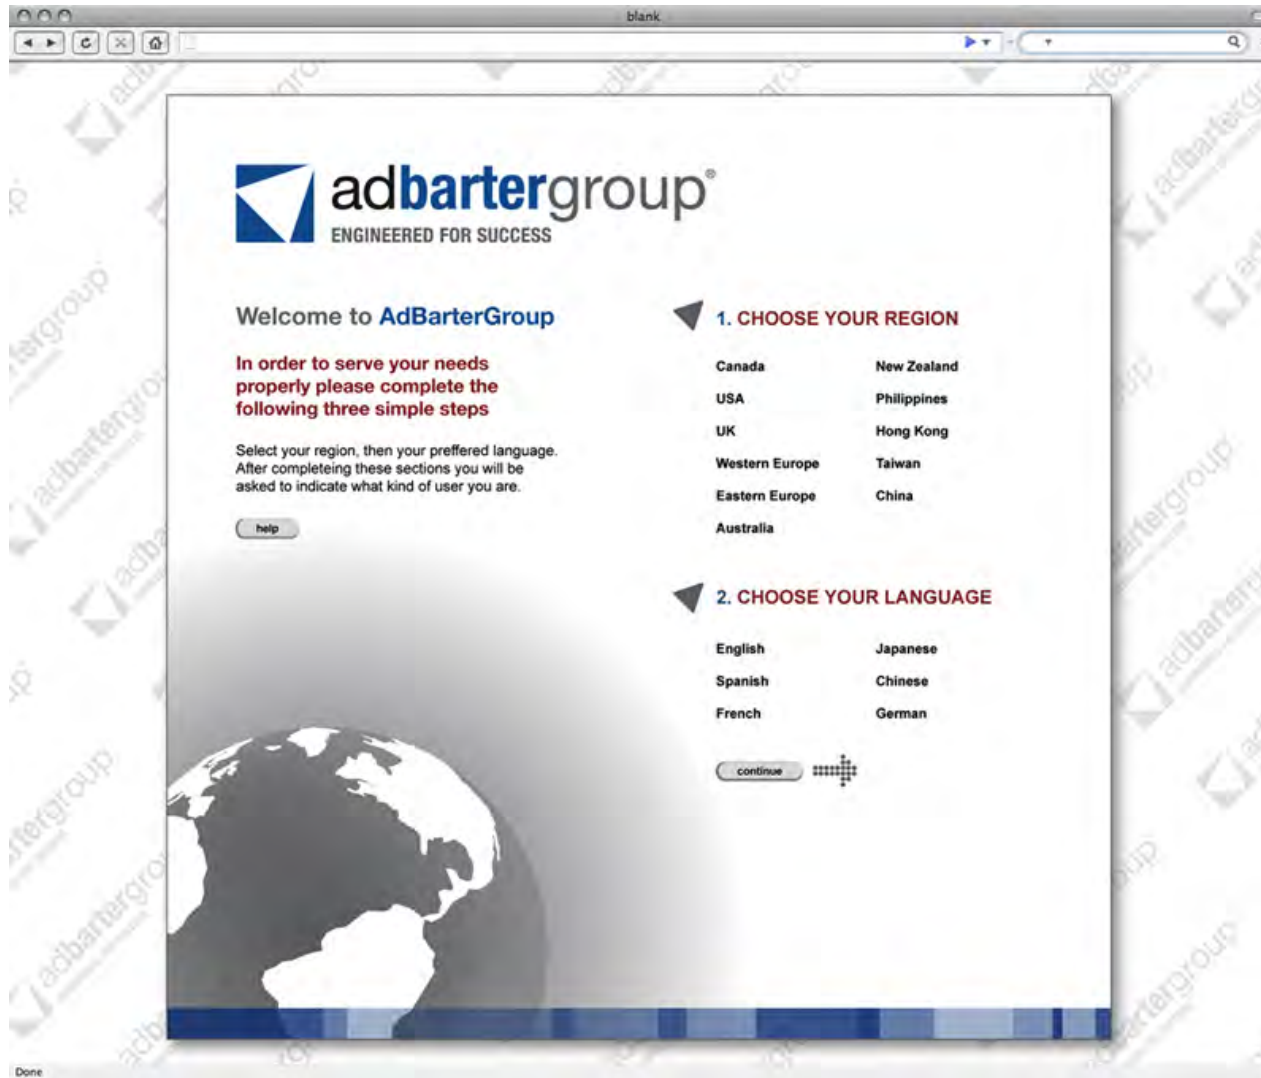 blank
adbartergroup®
ENGINEERED FOR SUCCESS
Welcome to AdBarterGroup
In order to serve your needs
properly please complete the
following three simple steps
Select your region, then your preffered language.
After completeing these sections you will be
asked to indicate what kind of user you are.
help
1. CHOOSE YOUR REGION
Canada New Zealand
USA Philippines
UK Hong Kong
Western Europe Taiwan
Eastern Europe China
Australia
2. CHOOSE YOUR LANGUAGE
English Japanese
Spanish Chinese
French German
continue
Done